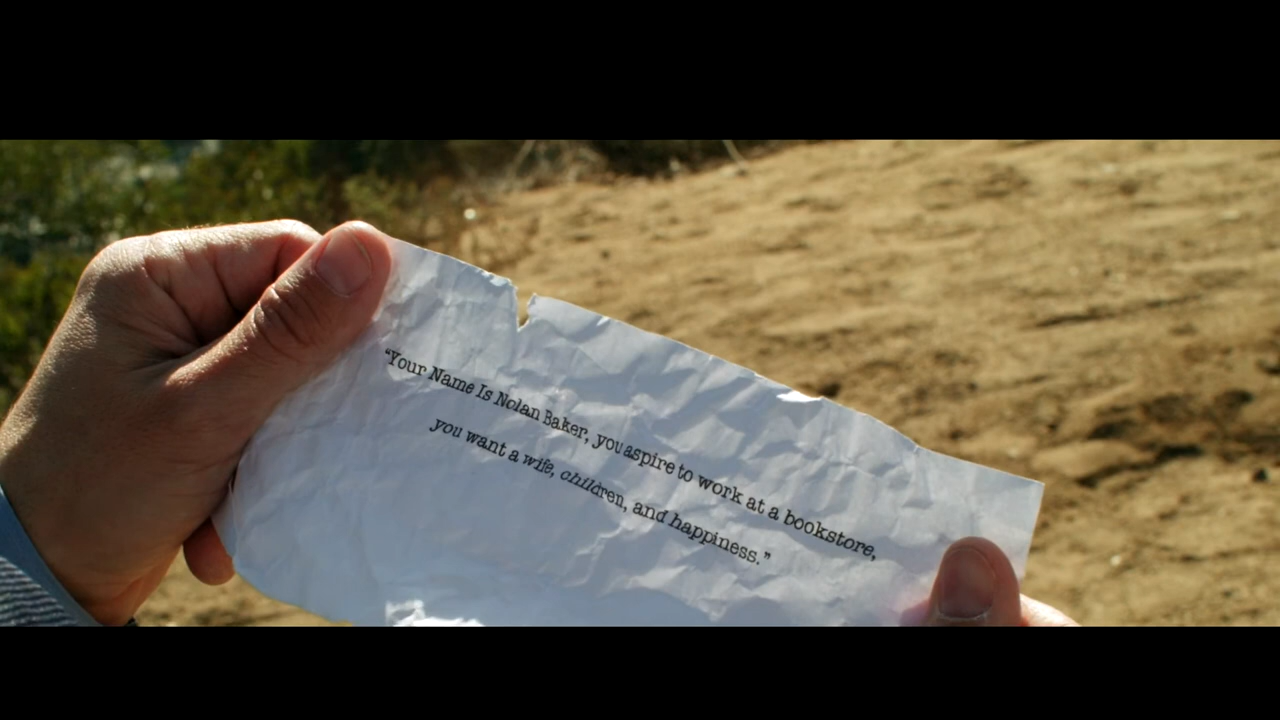 “Your Name Is Nolan Baker, you aspire to work at a bookstore,
you want a wife, children, and happiness.”